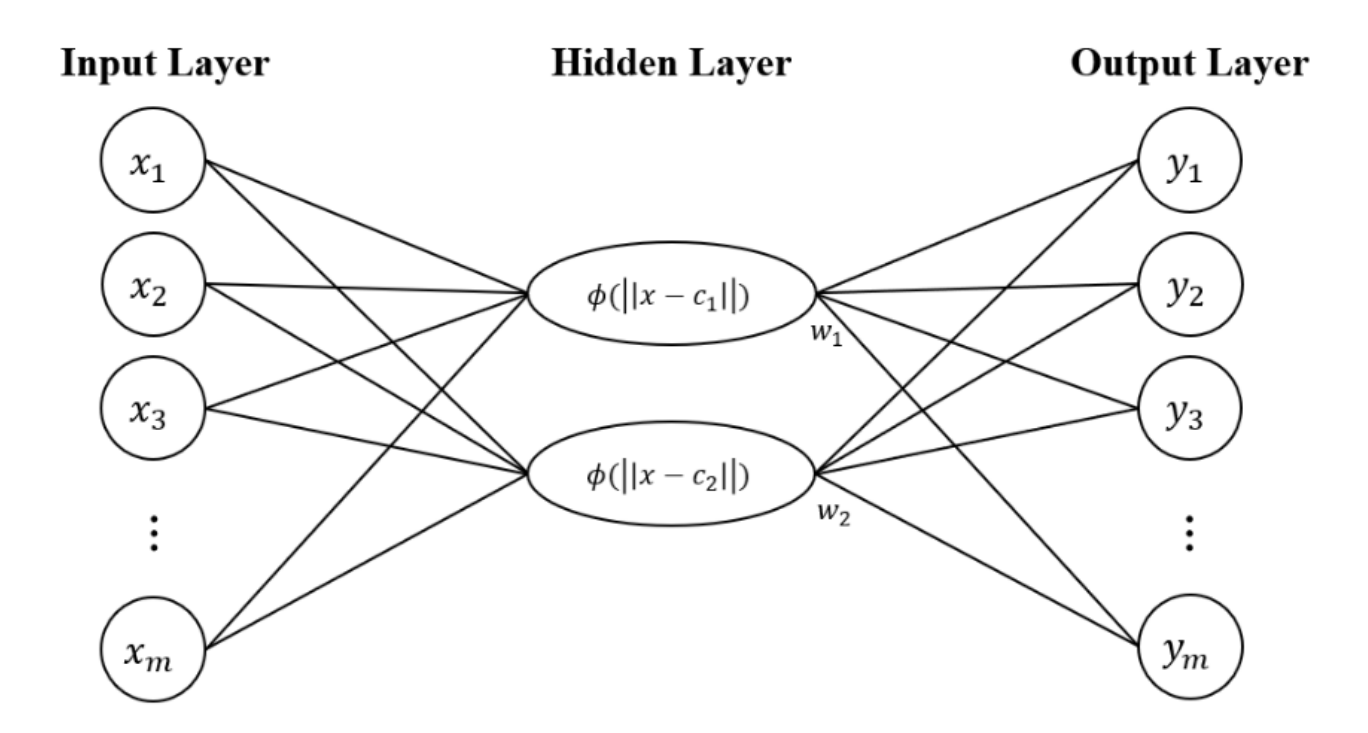 Input Layer Hidden Layer Output Layer
x₁ y₁
x₂ ϕ(||x − c₁||) y₂
w₁
x₃ y₃
ϕ(||x − c₂||)
w₂
⋮ ⋮
xₘ yₘ